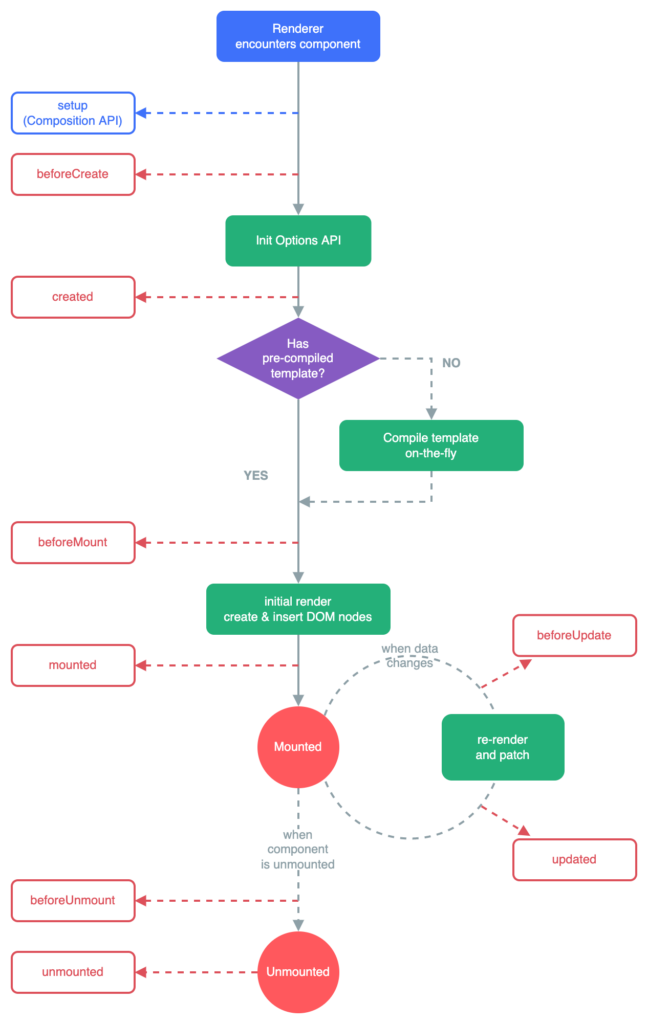 Renderer
encounters component
setup
(Composition API)
beforeCreate
Init Options API
created
Has
pre-compiled
template?
NO
Compile template
on-the-fly
YES
beforeMount
initial render
create & insert DOM nodes
beforeUpdate
when data
changes
mounted
Mounted
re-render
and patch
when
component
is unmounted
updated
beforeUnmount
Unmounted
unmounted